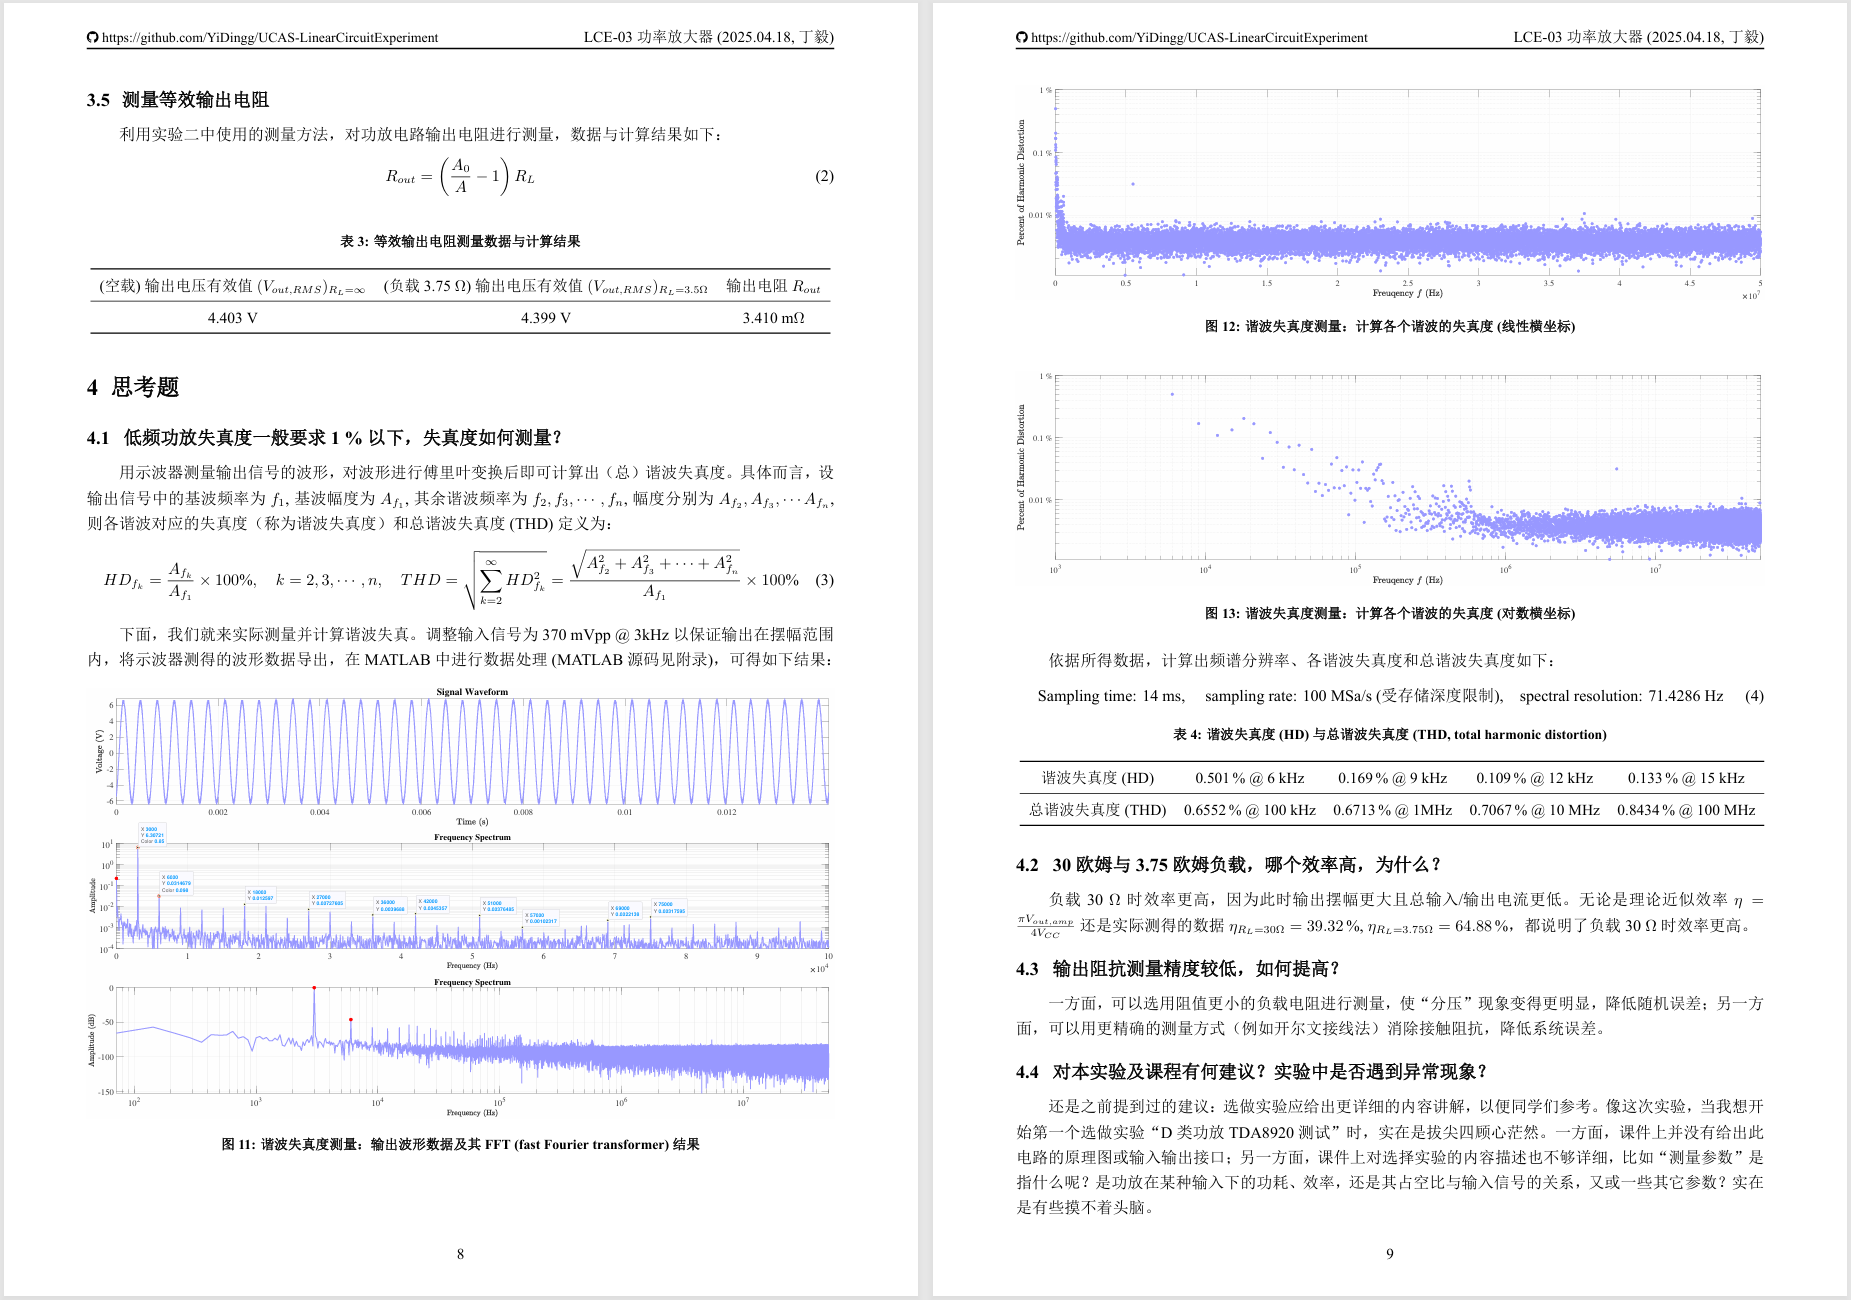 https://github.com/YiDingg/UCAS-LinearCircuitExperiment LCE-03 功率放大器 (2025.04.18, 丁毅)
3.5 测量等效输出电阻
利用实验二中使用的测量方法，对功放电路输出电阻进行测量，数据与计算结果如下：
R_{out} = (A_0/A − 1) R_L (2)
表 3: 等效输出电阻测量数据与计算结果
(空载) 输出电压有效值 (V_{out,RMS})_{R_L=∞} (负载 3.75 Ω) 输出电压有效值 (V_{out,RMS})_{R_L=3.5Ω} 输出电阻 R_{out}
4.403 V 4.399 V 3.410 mΩ
4 思考题
4.1 低频功放失真度一般要求 1 % 以下，失真度如何测量？
用示波器测量输出信号的波形，对波形进行傅里叶变换后即可计算出（总）谐波失真度。具体而言，设
输出信号中的基波频率为 f_1, 基波幅度为 A_{f_1}, 其余谐波频率为 f_2, f_3, ⋯ , f_n, 幅度分别为 A_{f_2}, A_{f_3}, ⋯ A_{f_n},
则各谐波对应的失真度（称为谐波失真度）和总谐波失真度 (THD) 定义为：
HD_{f_k} = A_{f_k}/A_{f_1} × 100%, k = 2, 3, ⋯ , n, THD = √(∑_{k=2}^{∞} HD_{f_k}^2) = √(A_{f_2}^2 + A_{f_3}^2 + ⋯ + A_{f_n}^2)/A_{f_1} × 100% (3)
下面，我们就来实际测量并计算谐波失真。调整输入信号为 370 mVpp @ 3kHz 以保证输出在摆幅范围
内，将示波器测得的波形数据导出，在 MATLAB 中进行数据处理 (MATLAB 源码见附录)，可得如下结果：
Signal Waveform
Voltage (V)
6
4
2
0
-2
-4
-6
0 0.002 0.004 0.006 0.008 0.01 0.012
Time (s)
Frequency Spectrum
Amplitude
10^1
10^0
10^{-1}
10^{-2}
10^{-3}
10^{-4}
X 3000
X 6000
X 18000
X 27000
X 36000
X 42000
X 51000
X 57000
X 69000
X 75000
0 1 2 3 4 5 6 7 8 9 10
×10^4
Frequency (Hz)
Frequency Spectrum
Amplitude (dB)
0
-50
-100
-150
10^2 10^3 10^4 10^5 10^6 10^7
Frequency (Hz)
图 11: 谐波失真度测量：输出波形数据及其 FFT (fast Fourier transformer) 结果
8
https://github.com/YiDingg/UCAS-LinearCircuitExperiment LCE-03 功率放大器 (2025.04.18, 丁毅)
Percent of Harmonic Distortion
1 %
0.1 %
0.01 %
0 0.5 1 1.5 2 2.5 3 3.5 4 4.5 5
×10^7
Freuqency f (Hz)
图 12: 谐波失真度测量：计算各个谐波的失真度 (线性横坐标)
Percent of Harmonic Distortion
1 %
0.1 %
0.01 %
10^3 10^4 10^5 10^6 10^7
Freuqency f (Hz)
图 13: 谐波失真度测量：计算各个谐波的失真度 (对数横坐标)
依据所得数据，计算出频谱分辨率、各谐波失真度和总谐波失真度如下：
Sampling time: 14 ms, sampling rate: 100 MSa/s (受存储深度限制), spectral resolution: 71.4286 Hz (4)
表 4: 谐波失真度 (HD) 与总谐波失真度 (THD, total harmonic distortion)
谐波失真度 (HD) 0.501 % @ 6 kHz 0.169 % @ 9 kHz 0.109 % @ 12 kHz 0.133 % @ 15 kHz
总谐波失真度 (THD) 0.6552 % @ 100 kHz 0.6713 % @ 1MHz 0.7067 % @ 10 MHz 0.8434 % @ 100 MHz
4.2 30 欧姆与 3.75 欧姆负载，哪个效率高，为什么？
负载 30 Ω 时效率更高，因为此时输出摆幅更大且总输入/输出电流更低。无论是理论近似效率 η =
πV_{out,amp}/4V_{CC} 还是实际测得的数据 η_{R_L=30Ω} = 39.32 %, η_{R_L=3.75Ω} = 64.88 %，都说明了负载 30 Ω 时效率更高。
4.3 输出阻抗测量精度较低，如何提高？
一方面，可以选用阻值更小的负载电阻进行测量，使“分压”现象变得更明显，降低随机误差；另一方
面，可以用更精确的测量方式（例如开尔文接线法）消除接触阻抗，降低系统误差。
4.4 对本实验及课程有何建议？实验中是否遇到异常现象？
还是之前提到过的建议：选做实验应给出更详细的内容讲解，以便同学们参考。像这次实验，当我想开
始第一个选做实验“D 类功放 TDA8920 测试”时，实在是拔尖四顾心茫然。一方面，课件上并没有给出此
电路的原理图或输入输出接口；另一方面，课件上对选择实验的内容描述也不够详细，比如“测量参数”是
指什么呢？是功放在某种输入下的功耗、效率，还是其占空比与输入信号的关系，又或一些其它参数？实在
是有些摸不着头脑。
9